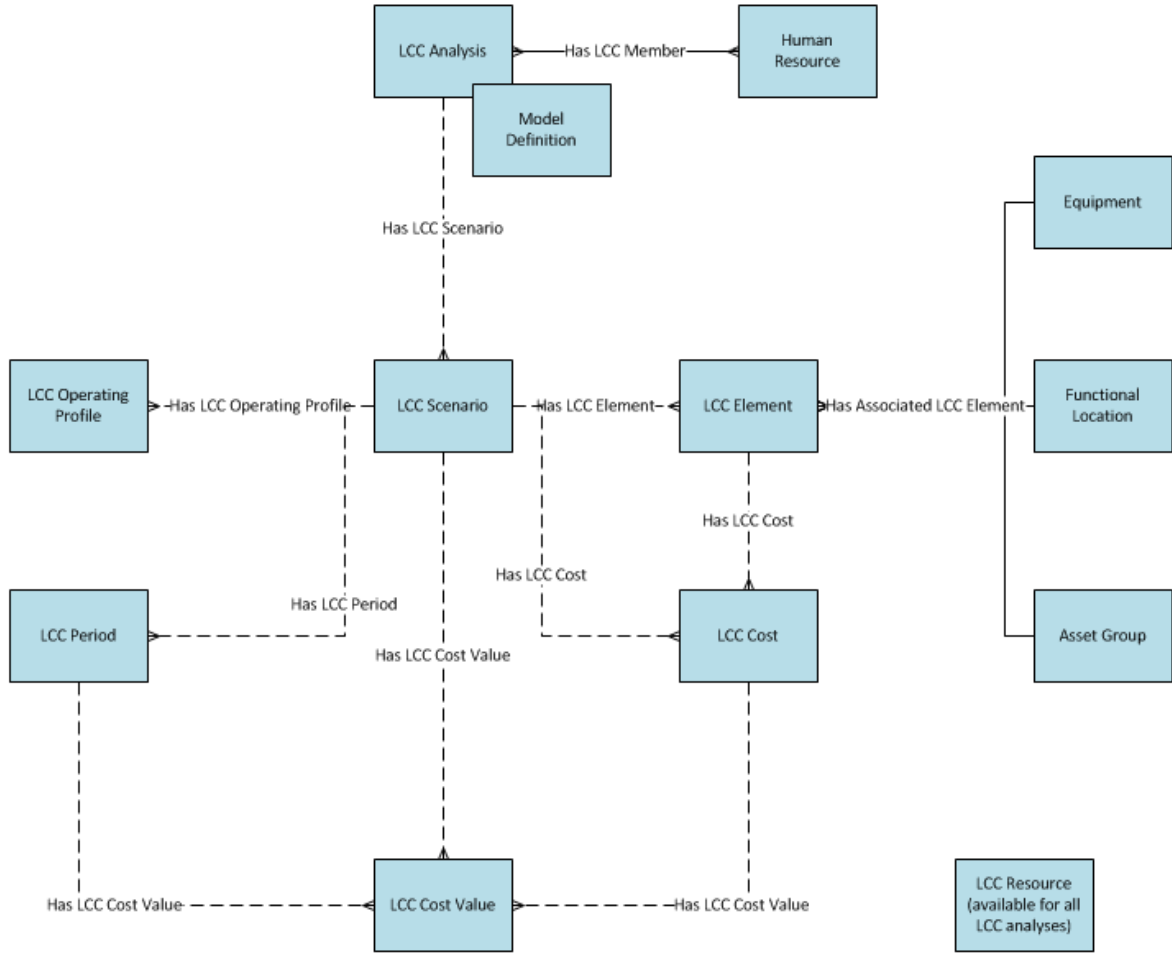 LCC Analysis
Has LCC Member
Human
Resource
Model
Definition
Equipment
Has LCC Scenario
LCC Operating
Profile
Has LCC Operating Profile
LCC Scenario
Has LCC Element
LCC Element
Has Associated LCC Element
Functional
Location
Has LCC Cost
Has LCC Cost
Has LCC Period
LCC Period
Has LCC Cost Value
LCC Cost
Asset Group
Has LCC Cost Value
LCC Cost Value
Has LCC Cost Value
LCC Resource
(available for all
LCC analyses)